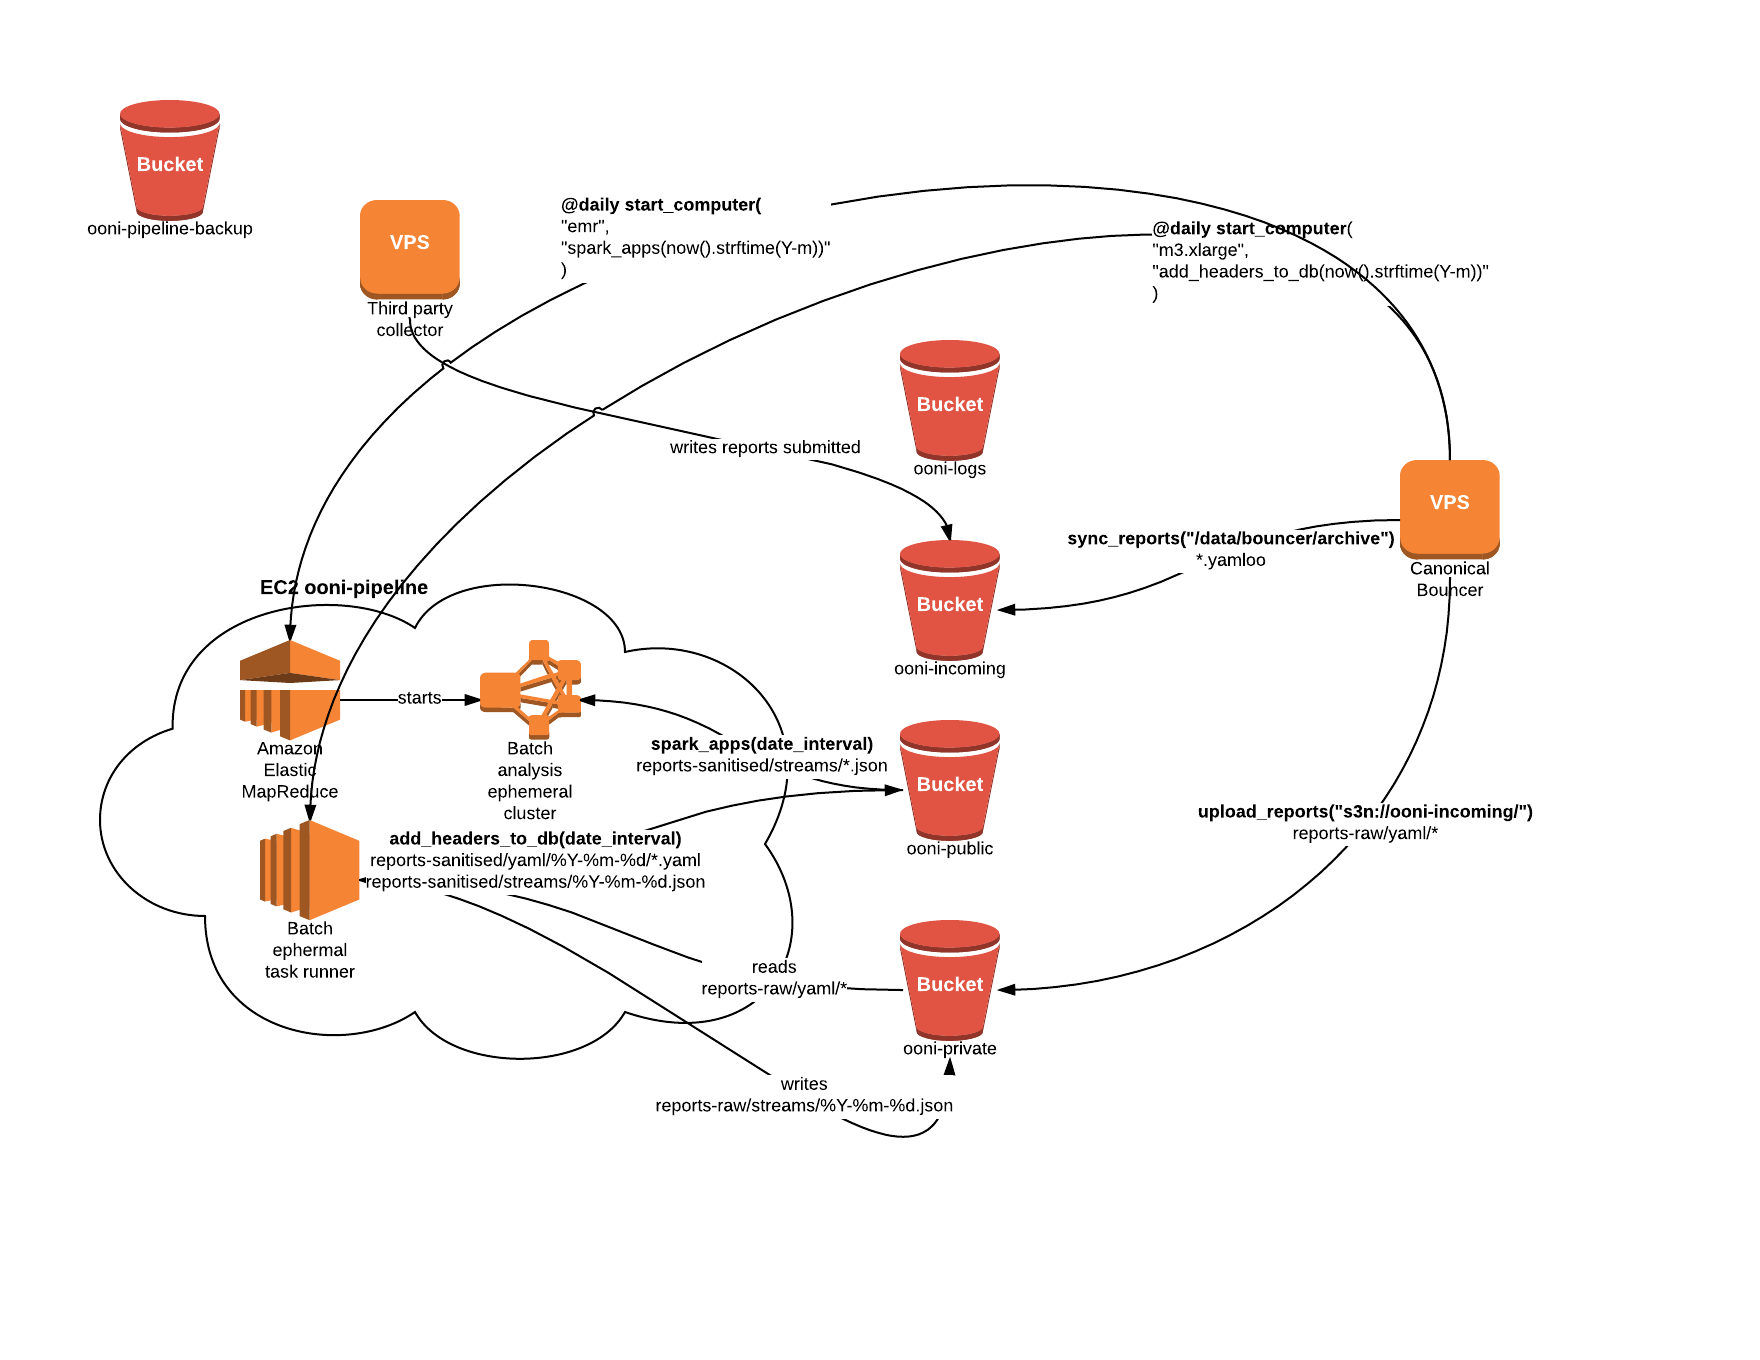 Bucket
ooni-pipeline-backup
VPS
Third party
collector
@daily start_computer(
"emr",
"spark_apps(now().strftime(Y-m))"
)
@daily start_computer(
"m3.xlarge",
"add_headers_to_db(now().strftime(Y-m))"
)
Bucket
ooni-logs
writes reports submitted
VPS
Canonical
Bouncer
sync_reports("/data/bouncer/archive")
*.yamloo
Bucket
ooni-incoming
EC2 ooni-pipeline
Amazon
Elastic
MapReduce
starts
Batch
analysis
ephemeral
cluster
spark_apps(date_interval)
reports-sanitised/streams/*.json
Bucket
ooni-public
upload_reports("s3n://ooni-incoming/")
reports-raw/yaml/*
add_headers_to_db(date_interval)
reports-sanitised/yaml/%Y-%m-%d/*.yaml
reports-sanitised/streams/%Y-%m-%d.json
Batch
ephermal
task runner
reads
reports-raw/yaml/*
Bucket
ooni-private
writes
reports-raw/streams/%Y-%m-%d.json